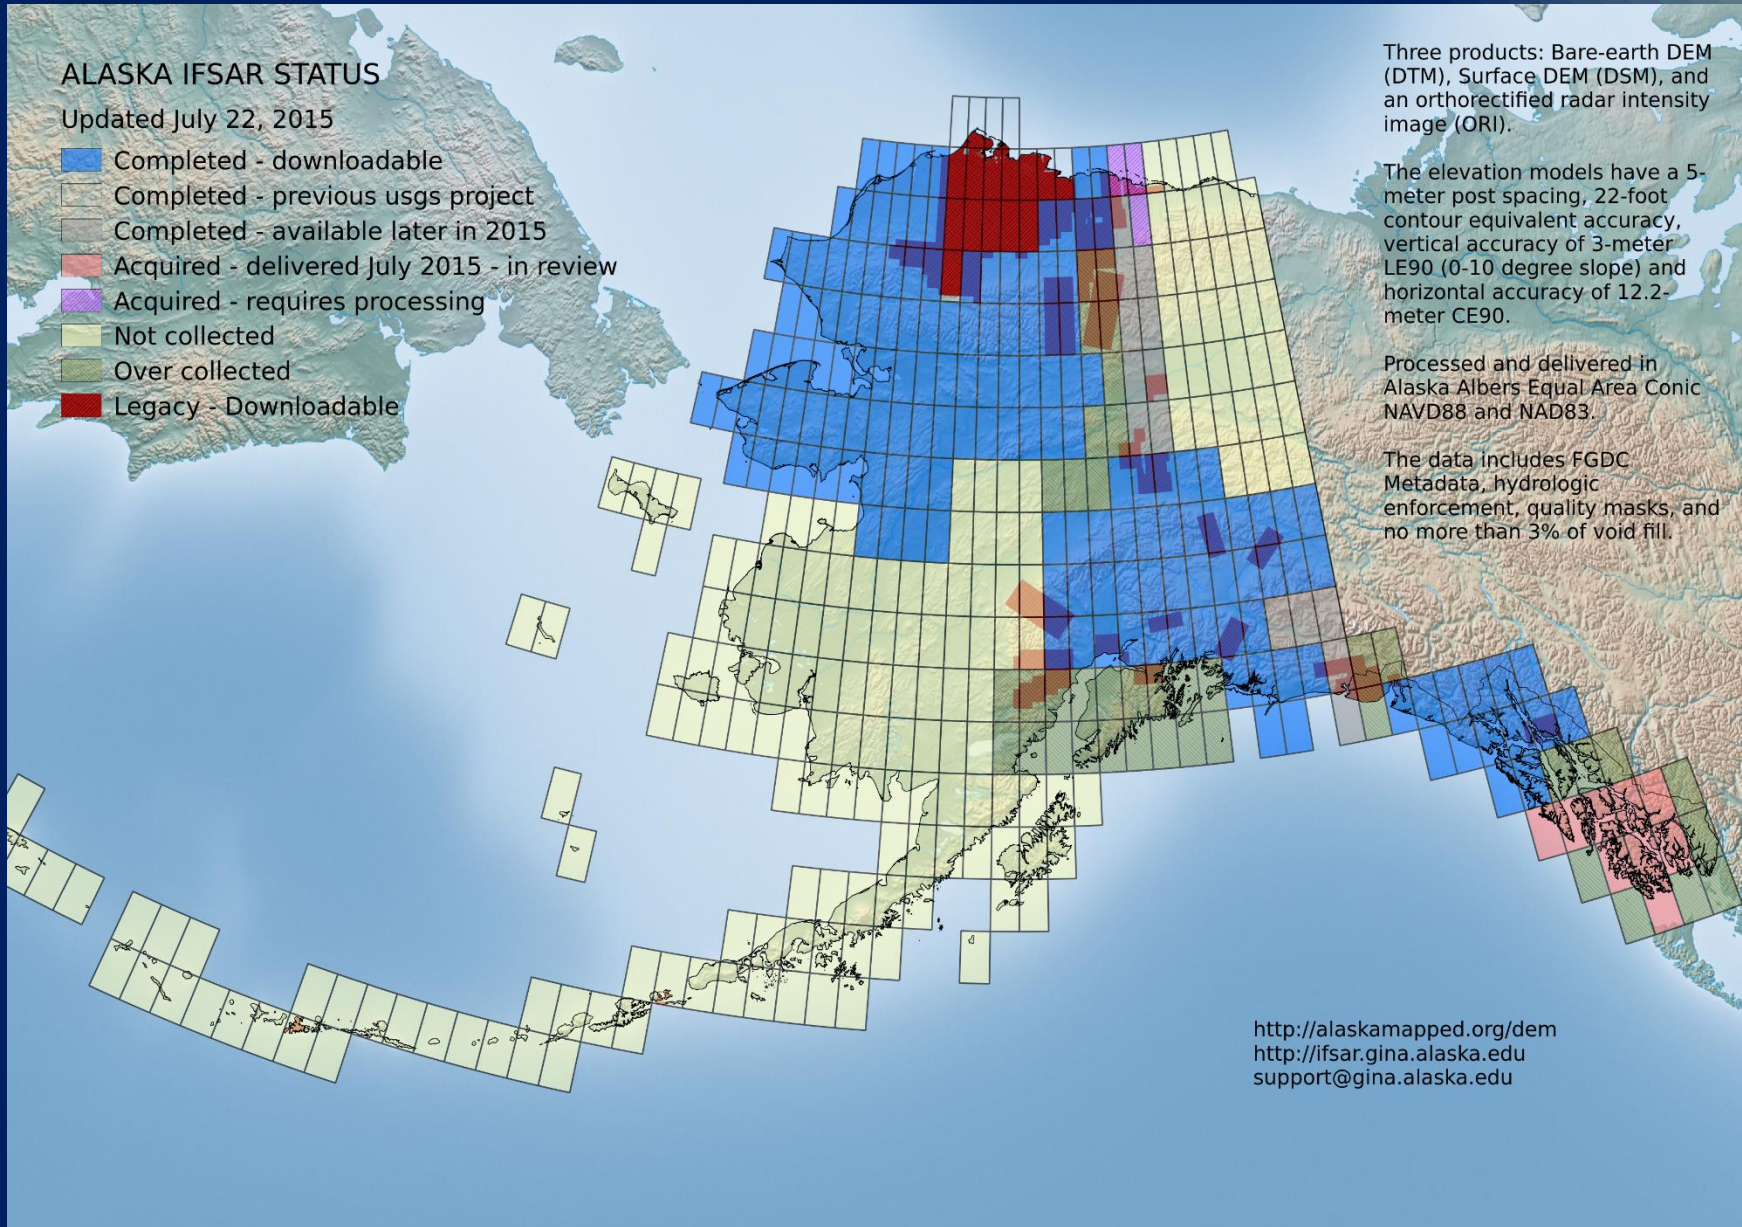 ALASKA IFSAR STATUS
Updated July 22, 2015
Completed - downloadable
Completed - previous usgs project
Completed - available later in 2015
Acquired - delivered July 2015 - in review
Acquired - requires processing
Not collected
Over collected
Legacy - Downloadable
Three products: Bare-earth DEM
(DTM), Surface DEM (DSM), and
an orthorectified radar intensity
image (ORI).
The elevation models have a 5-
meter post spacing, 22-foot
contour equivalent accuracy,
vertical accuracy of 3-meter
LE90 (0-10 degree slope) and
horizontal accuracy of 12.2-
meter CE90.
Processed and delivered in
Alaska Albers Equal Area Conic
NAVD88 and NAD83.
The data includes FGDC
Metadata, hydrologic
enforcement, quality masks, and
no more than 3% of void fill.
http://alaskamapped.org/dem
http://ifsar.gina.alaska.edu
support@gina.alaska.edu